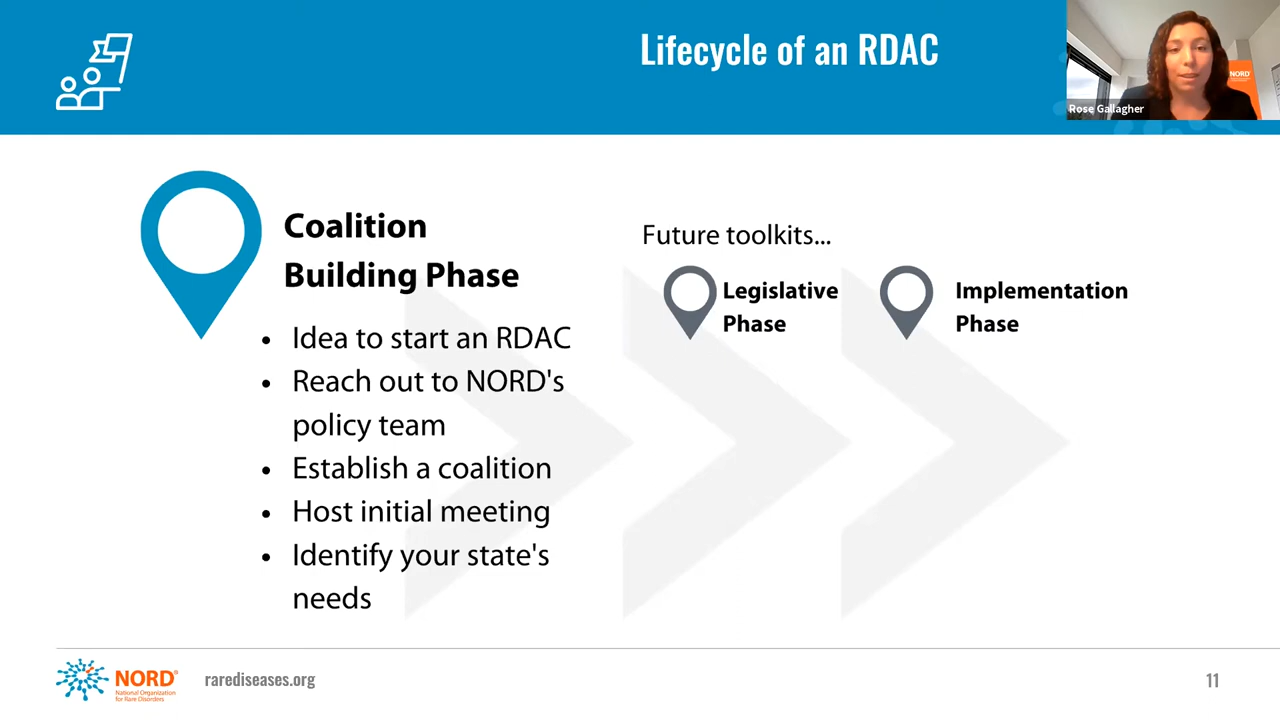 Lifecycle of an RDAC
NORD
Rose Gallagher
Coalition
Building Phase
• Idea to start an RDAC
• Reach out to NORD's
policy team
• Establish a coalition
• Host initial meeting
• Identify your state's
needs
Future toolkits...
Legislative
Phase
Implementation
Phase
NORD®
National Organization
for Rare Disorders
rarediseases.org
11